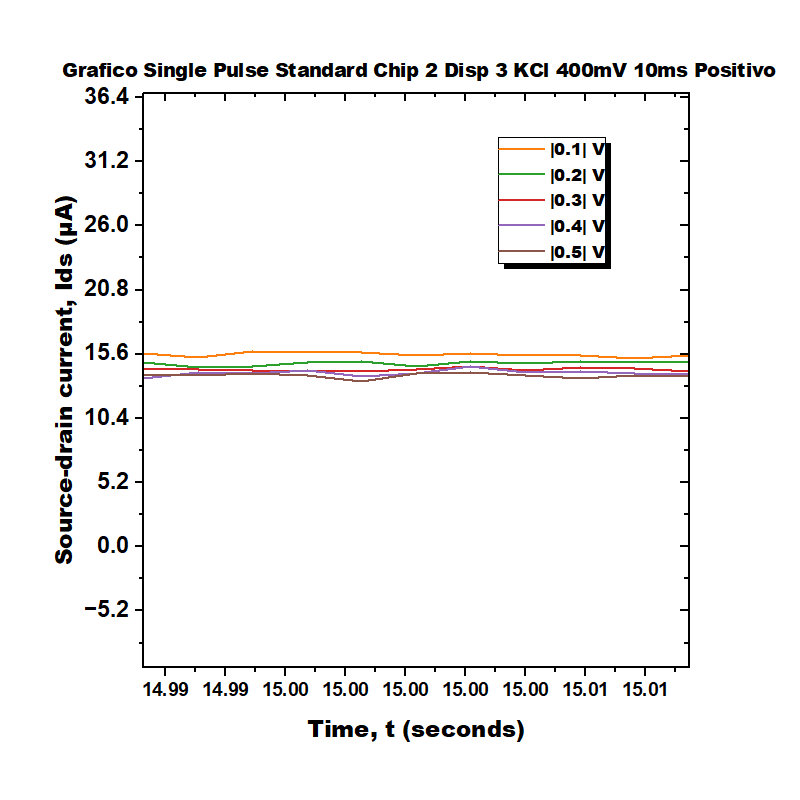 Grafico Single Pulse Standard Chip 2 Disp 3 KCl 400mV 10ms Positivo
36.4
31.2
26.0
20.8
15.6
10.4
5.2
0.0
−5.2
Source-drain current, Ids (µA)
|0.1| V
|0.2| V
|0.3| V
|0.4| V
|0.5| V
14.99 14.99 15.00 15.00 15.00 15.00 15.00 15.01 15.01
Time, t (seconds)